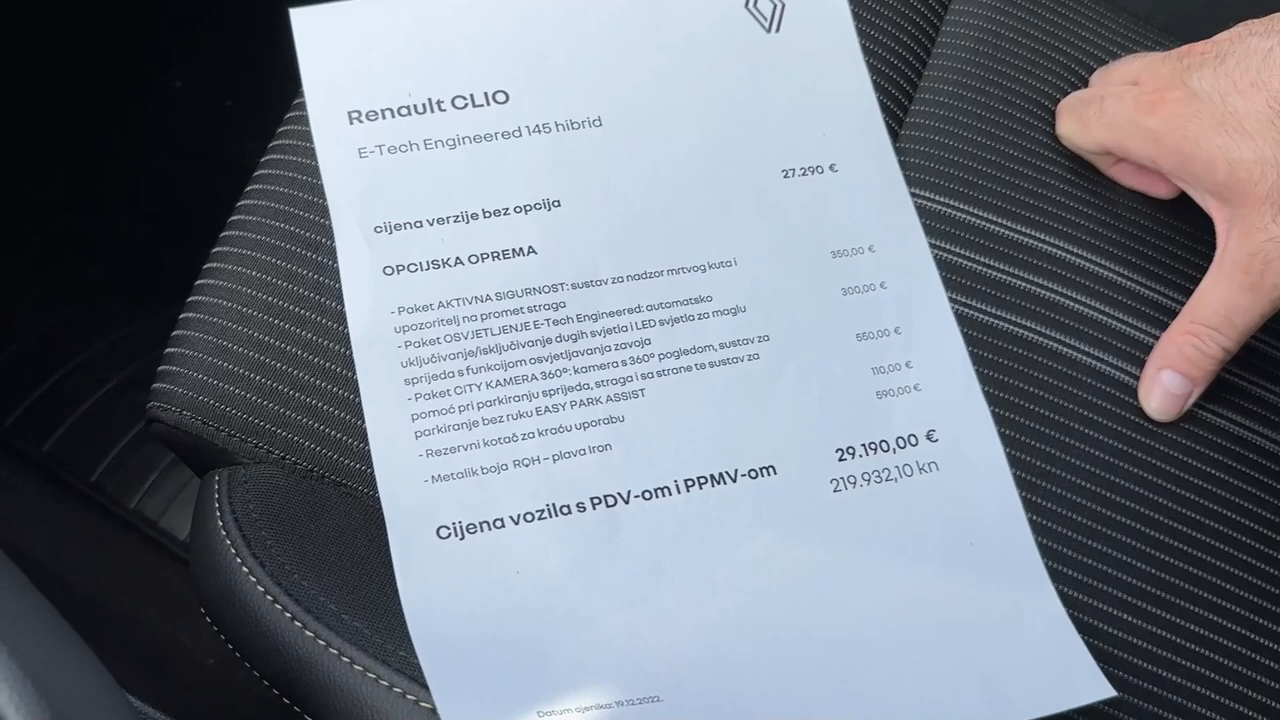 Renault CLIO
E-Tech Engineered 145 hibrid
27.290 €
cijena verzije bez opcija
OPCIJSKA OPREMA
- Paket AKTIVNA SIGURNOST: sustav za nadzor mrtvog kuta i 350,00 €
upozoritelj na promet straga
- Paket OSVJETLJENJE E-Tech Engineered: automatsko 300,00 €
uključivanje/isključivanje dugih svjetla i LED svjetla za maglu
sprijeda s funkcijom osvjetljavanja zavoja
- Paket CITY KAMERA 360°: kamera s 360° pogledom, sustav za 550,00 €
pomoć pri parkiranju sprijeda, straga i sa strane te sustav za
parkiranje bez ruku EASY PARK ASSIST
- Rezervni kotač za kraću uporabu 110,00 €
- Metalik boja RQH – plava Iron 590,00 €
Cijena vozila s PDV-om i PPMV-om 29.190,00 €
219.932,10 kn
Datum cjenika: 19.12.2022.